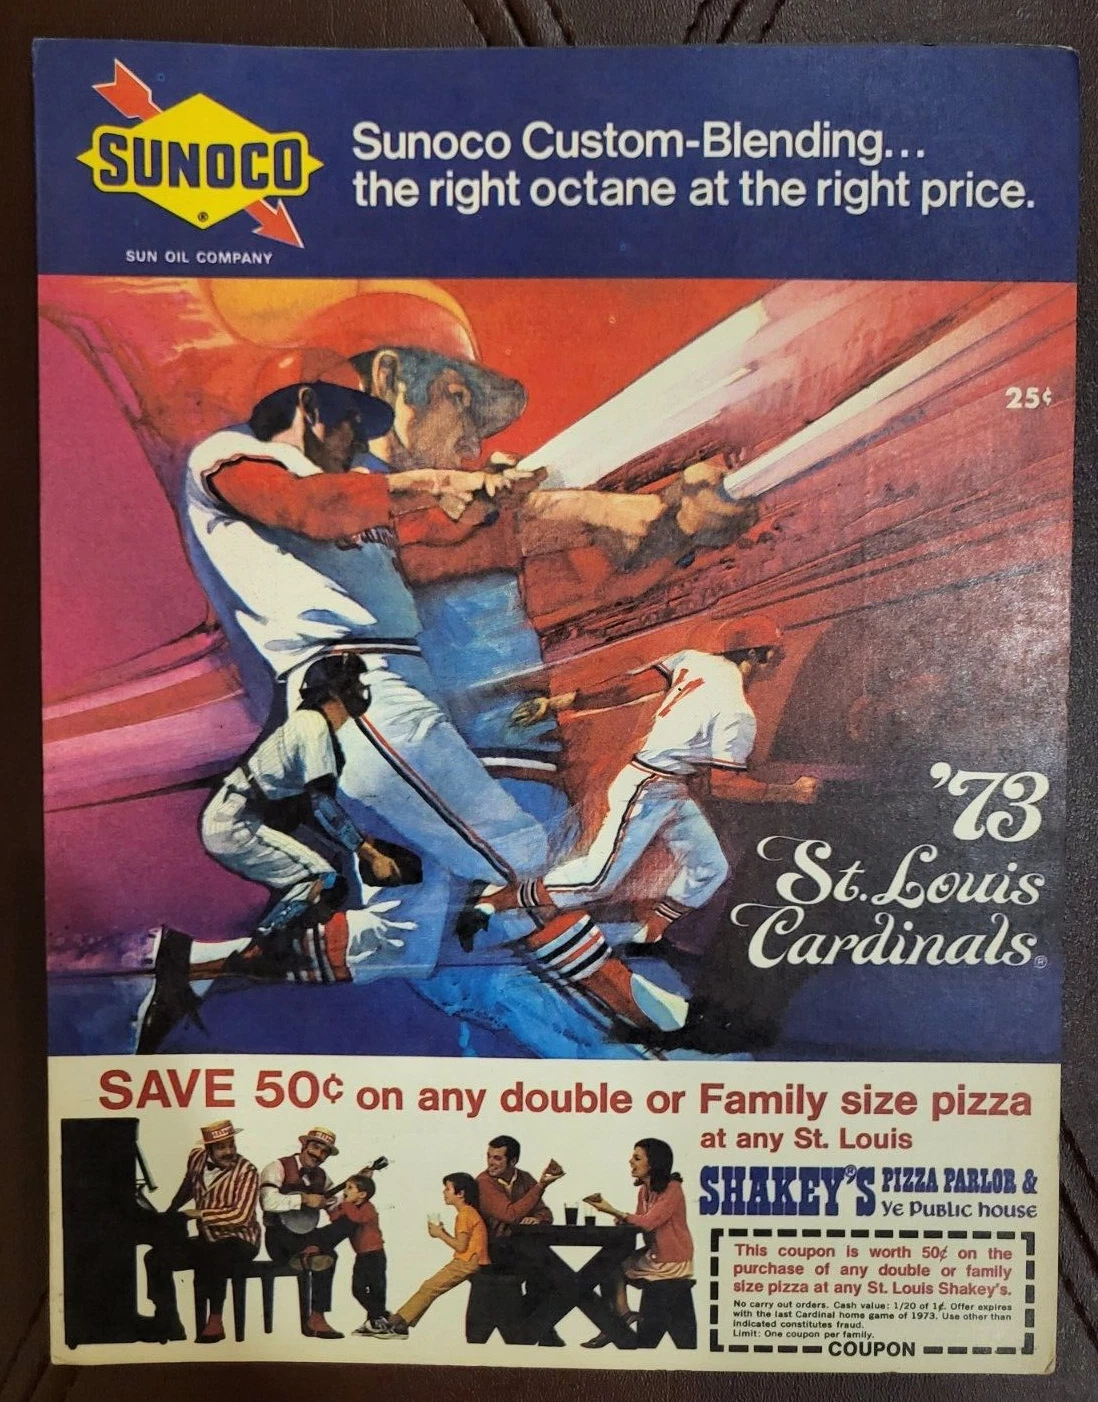 SUNOCO
®
SUN OIL COMPANY
Sunoco Custom-Blending...
the right octane at the right price.
25¢
'73
St. Louis
Cardinals®
SAVE 50¢ on any double or Family size pizza
at any St. Louis
SHAKEY'S® PIZZA PARLOR &
Ye Public house
This coupon is worth 50¢ on the
purchase of any double or family
size pizza at any St. Louis Shakey's.
No carry out orders. Cash value: 1/20 of 1¢. Offer expires
with the last Cardinal home game of 1973. Use other than
indicated constitutes fraud.
Limit: One coupon per family.
COUPON